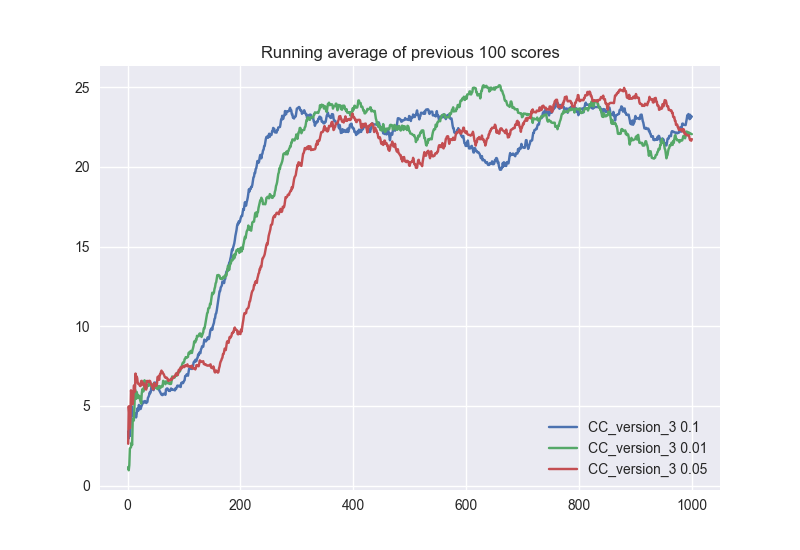 Running average of previous 100 scores
25
20
15
10
5
0
0 200 400 600 800 1000
CC_version_3 0.1
CC_version_3 0.01
CC_version_3 0.05